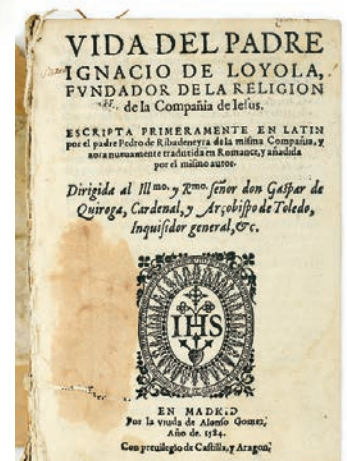 VIDA DEL PADRE
IGNACIO DE LOYOLA,
FVNDADOR DE LA RELIGION
de la Compañia de Iesus.
ESCRIPTA PRIMERAMENTE EN LATIN
por el padre Pedro de Ribadeneyra de la misma Compañia, y
aora nueuamente traduzida en Romance, y añadida
por el mismo autor.
Dirigida al Illmo. y Rmo. señor don Gaspar de
Quiroga, Cardenal, y Arçobispo de Toledo,
Inquisidor general, &c.
IHS
EN MADRID
Por la viuda de Alonso Gomez,
Año de 1584.
Con preuilegio de Castilla, y Aragon.